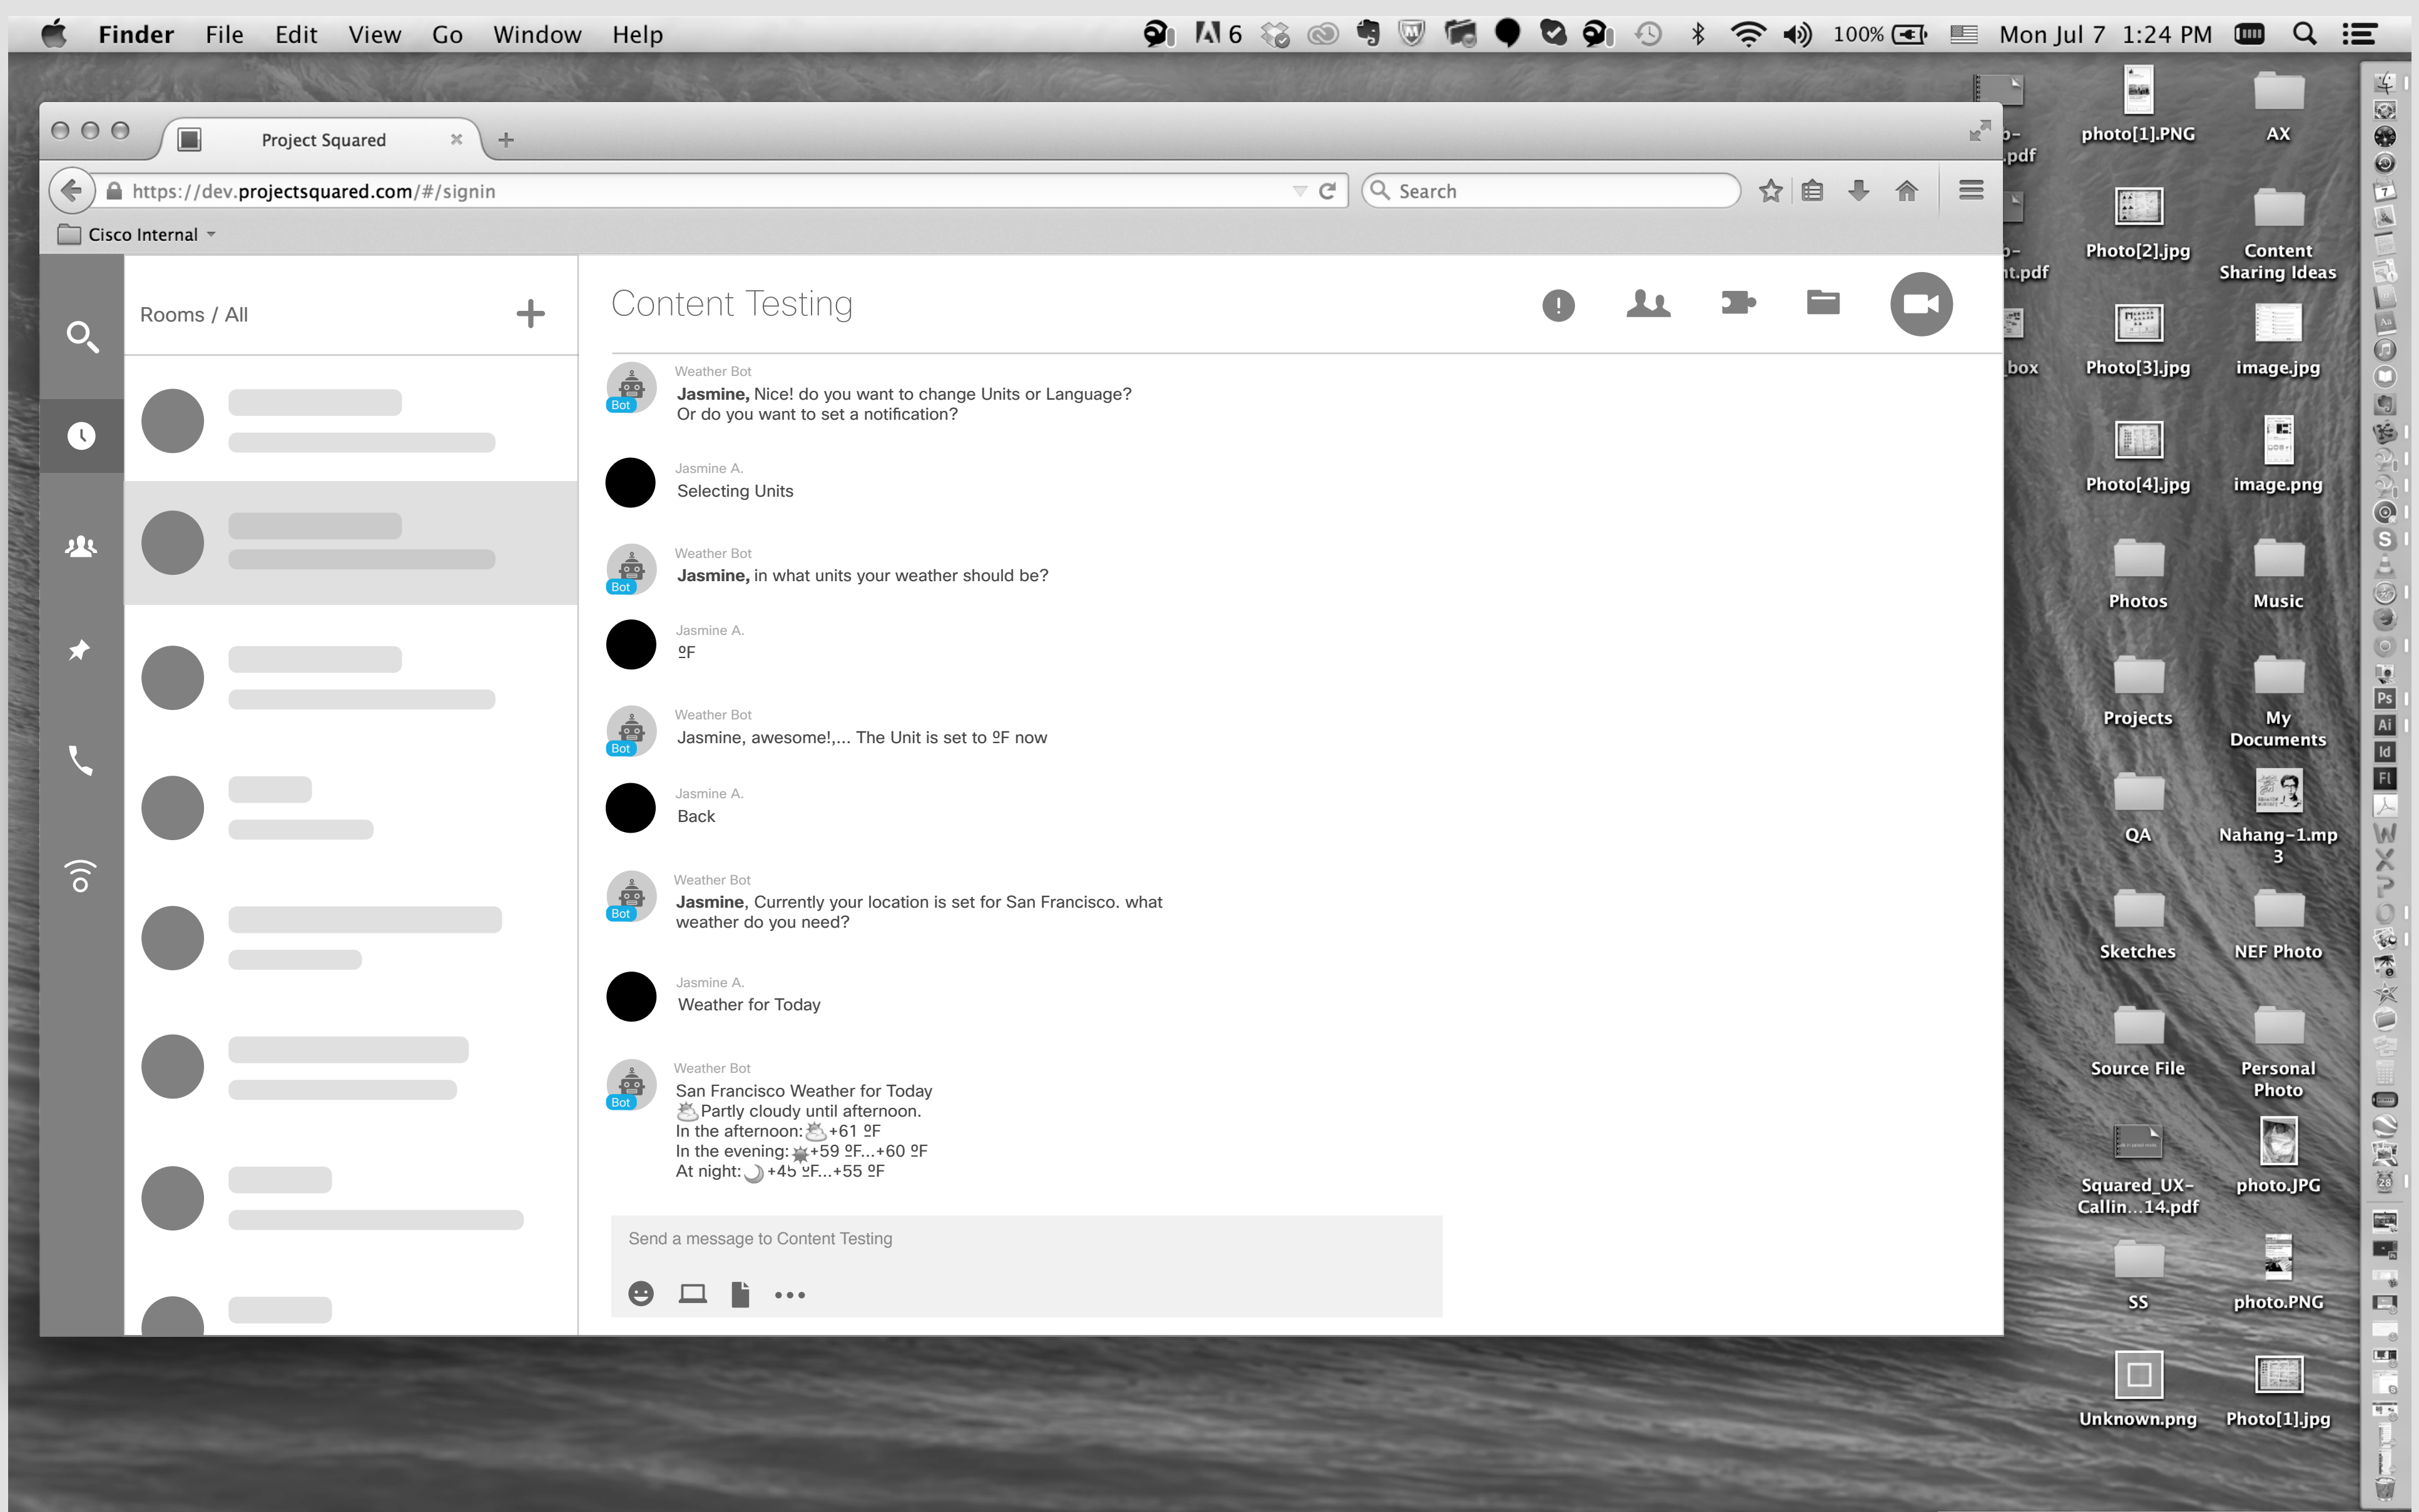 Finder File Edit View Go Window Help
6
100%
Mon Jul 7 1:24 PM
Project Squared
https://dev.projectsquared.com/#/signin
Search
Cisco Internal
Rooms / All
Content Testing
Weather Bot
Jasmine, Nice! do you want to change Units or Language?
Or do you want to set a notification?
Bot
Jasmine A.
Selecting Units
Weather Bot
Jasmine, in what units your weather should be?
Bot
Jasmine A.
ºF
Weather Bot
Jasmine, awesome!,... The Unit is set to ºF now
Bot
Jasmine A.
Back
Weather Bot
Jasmine, Currently your location is set for San Francisco. what
weather do you need?
Bot
Jasmine A.
Weather for Today
Weather Bot
San Francisco Weather for Today
Bot
Partly cloudy until afternoon.
In the afternoon: +61 ºF
In the evening: +59 ºF...+60 ºF
At night: +45 ºF...+55 ºF
Send a message to Content Testing
.pdf
nt.pdf
box
photo[1].PNG
AX
Photo[2].jpg
Content
Sharing Ideas
Photo[3].jpg
image.jpg
Photo[4].jpg
image.png
Photos
Music
Projects
My
Documents
QA
Nahang-1.mp
3
Sketches
NEF Photo
Source File
Personal
Photo
Squared_UX-
Callin...14.pdf
photo.JPG
SS
photo.PNG
Unknown.png
Photo[1].jpg
7
Aa
S
Ps
Ai
Id
Fl
W
X
P
O
28